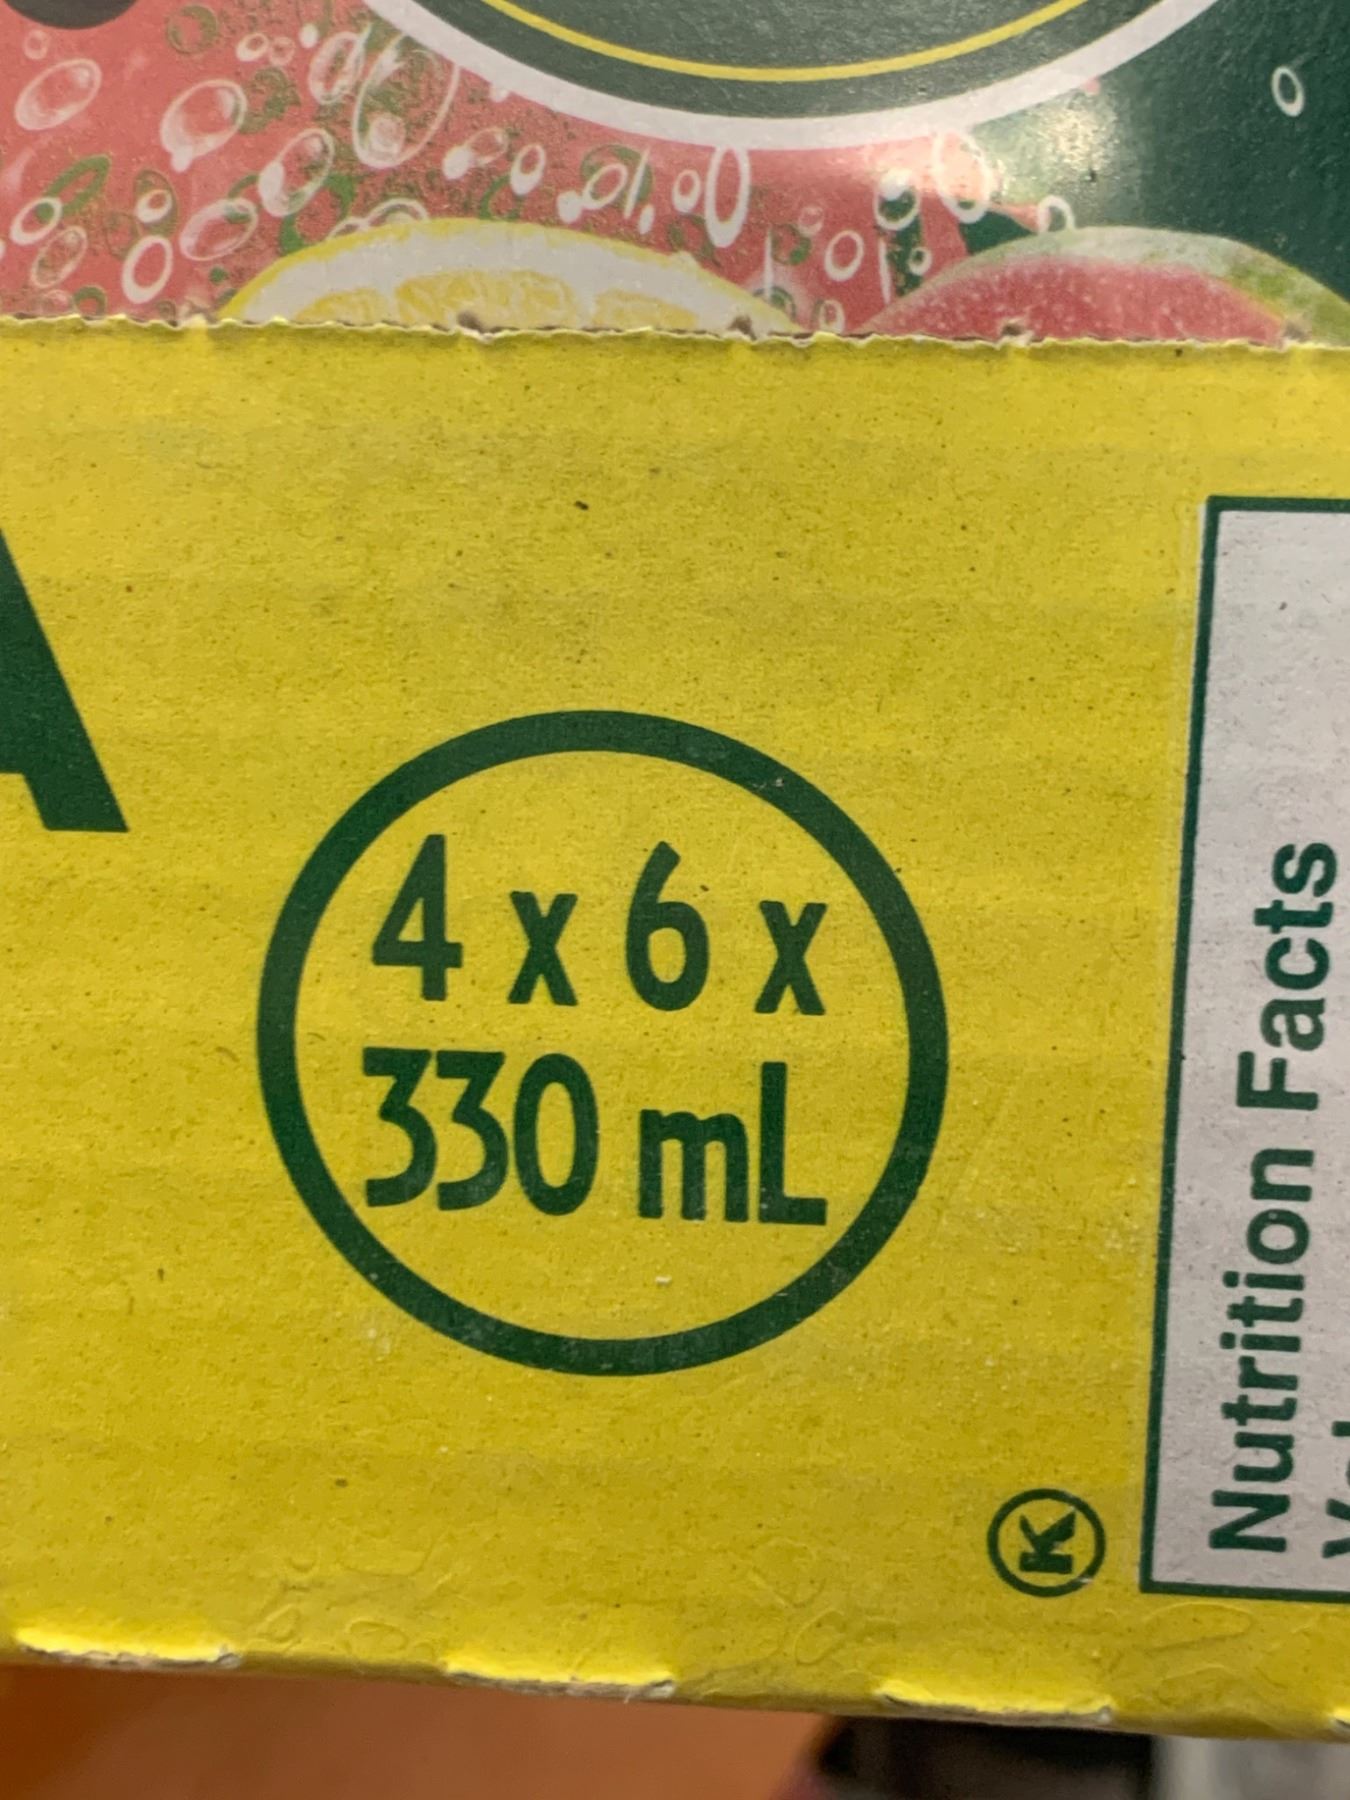 A
4 x 6 x
330 mL
K
Nutrition Facts